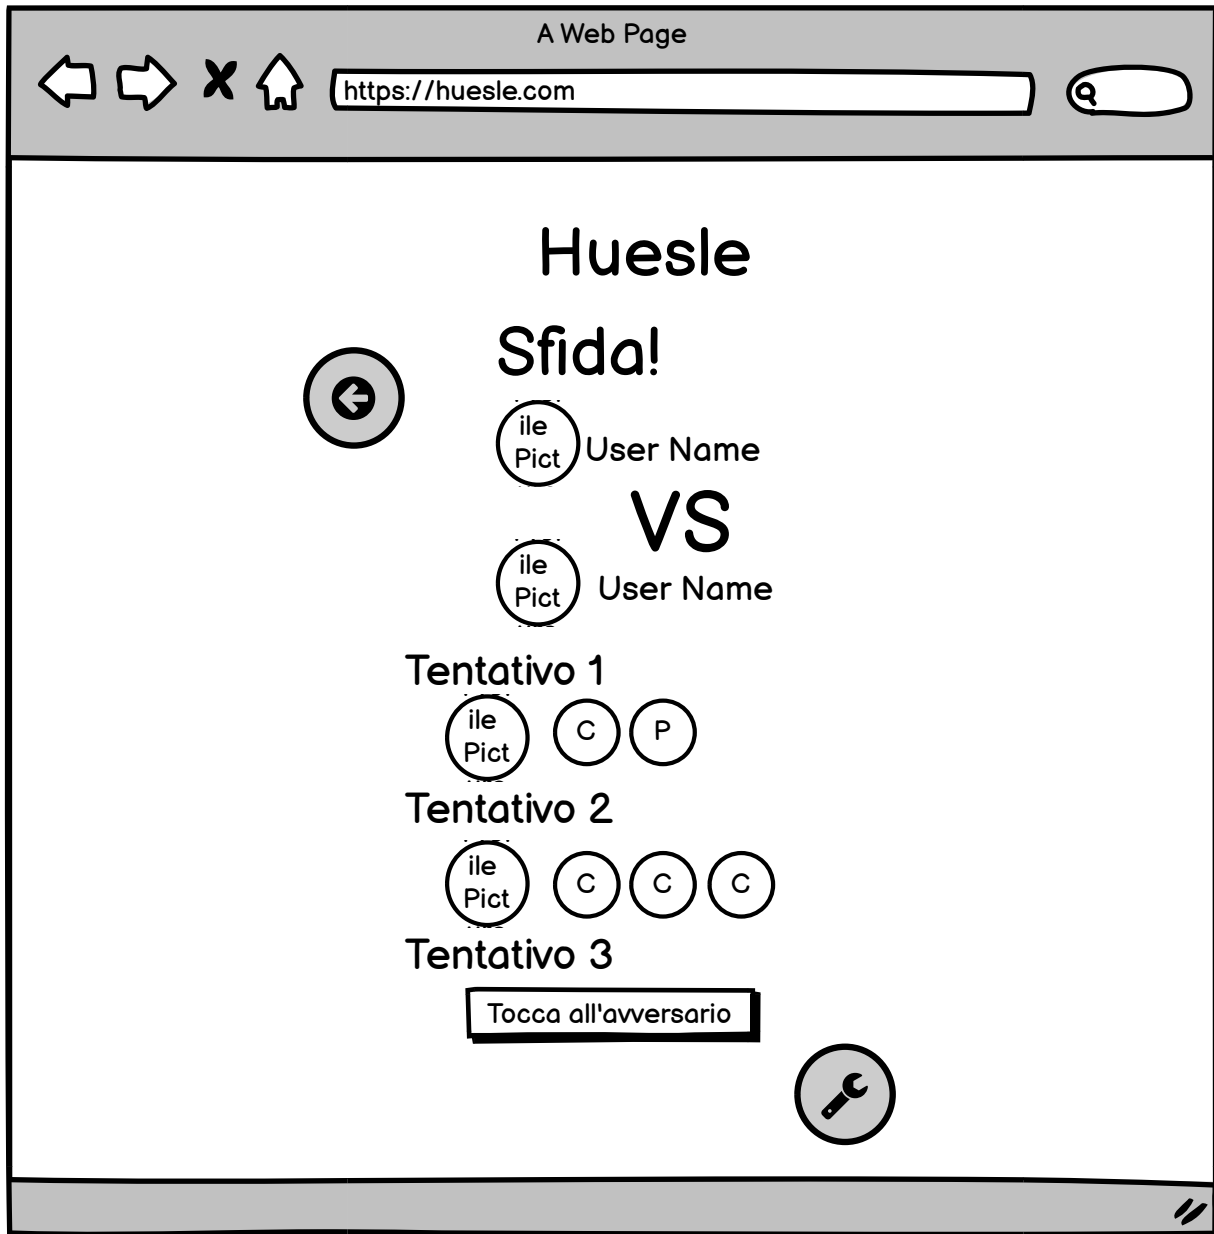 A Web Page
https://huesle.com
Huesle
Sfida!
ile
Pict
User Name
VS
ile
Pict
User Name
Tentativo 1
ile
Pict
C P
Tentativo 2
ile
Pict
C C C
Tentativo 3
Tocca all'avversario